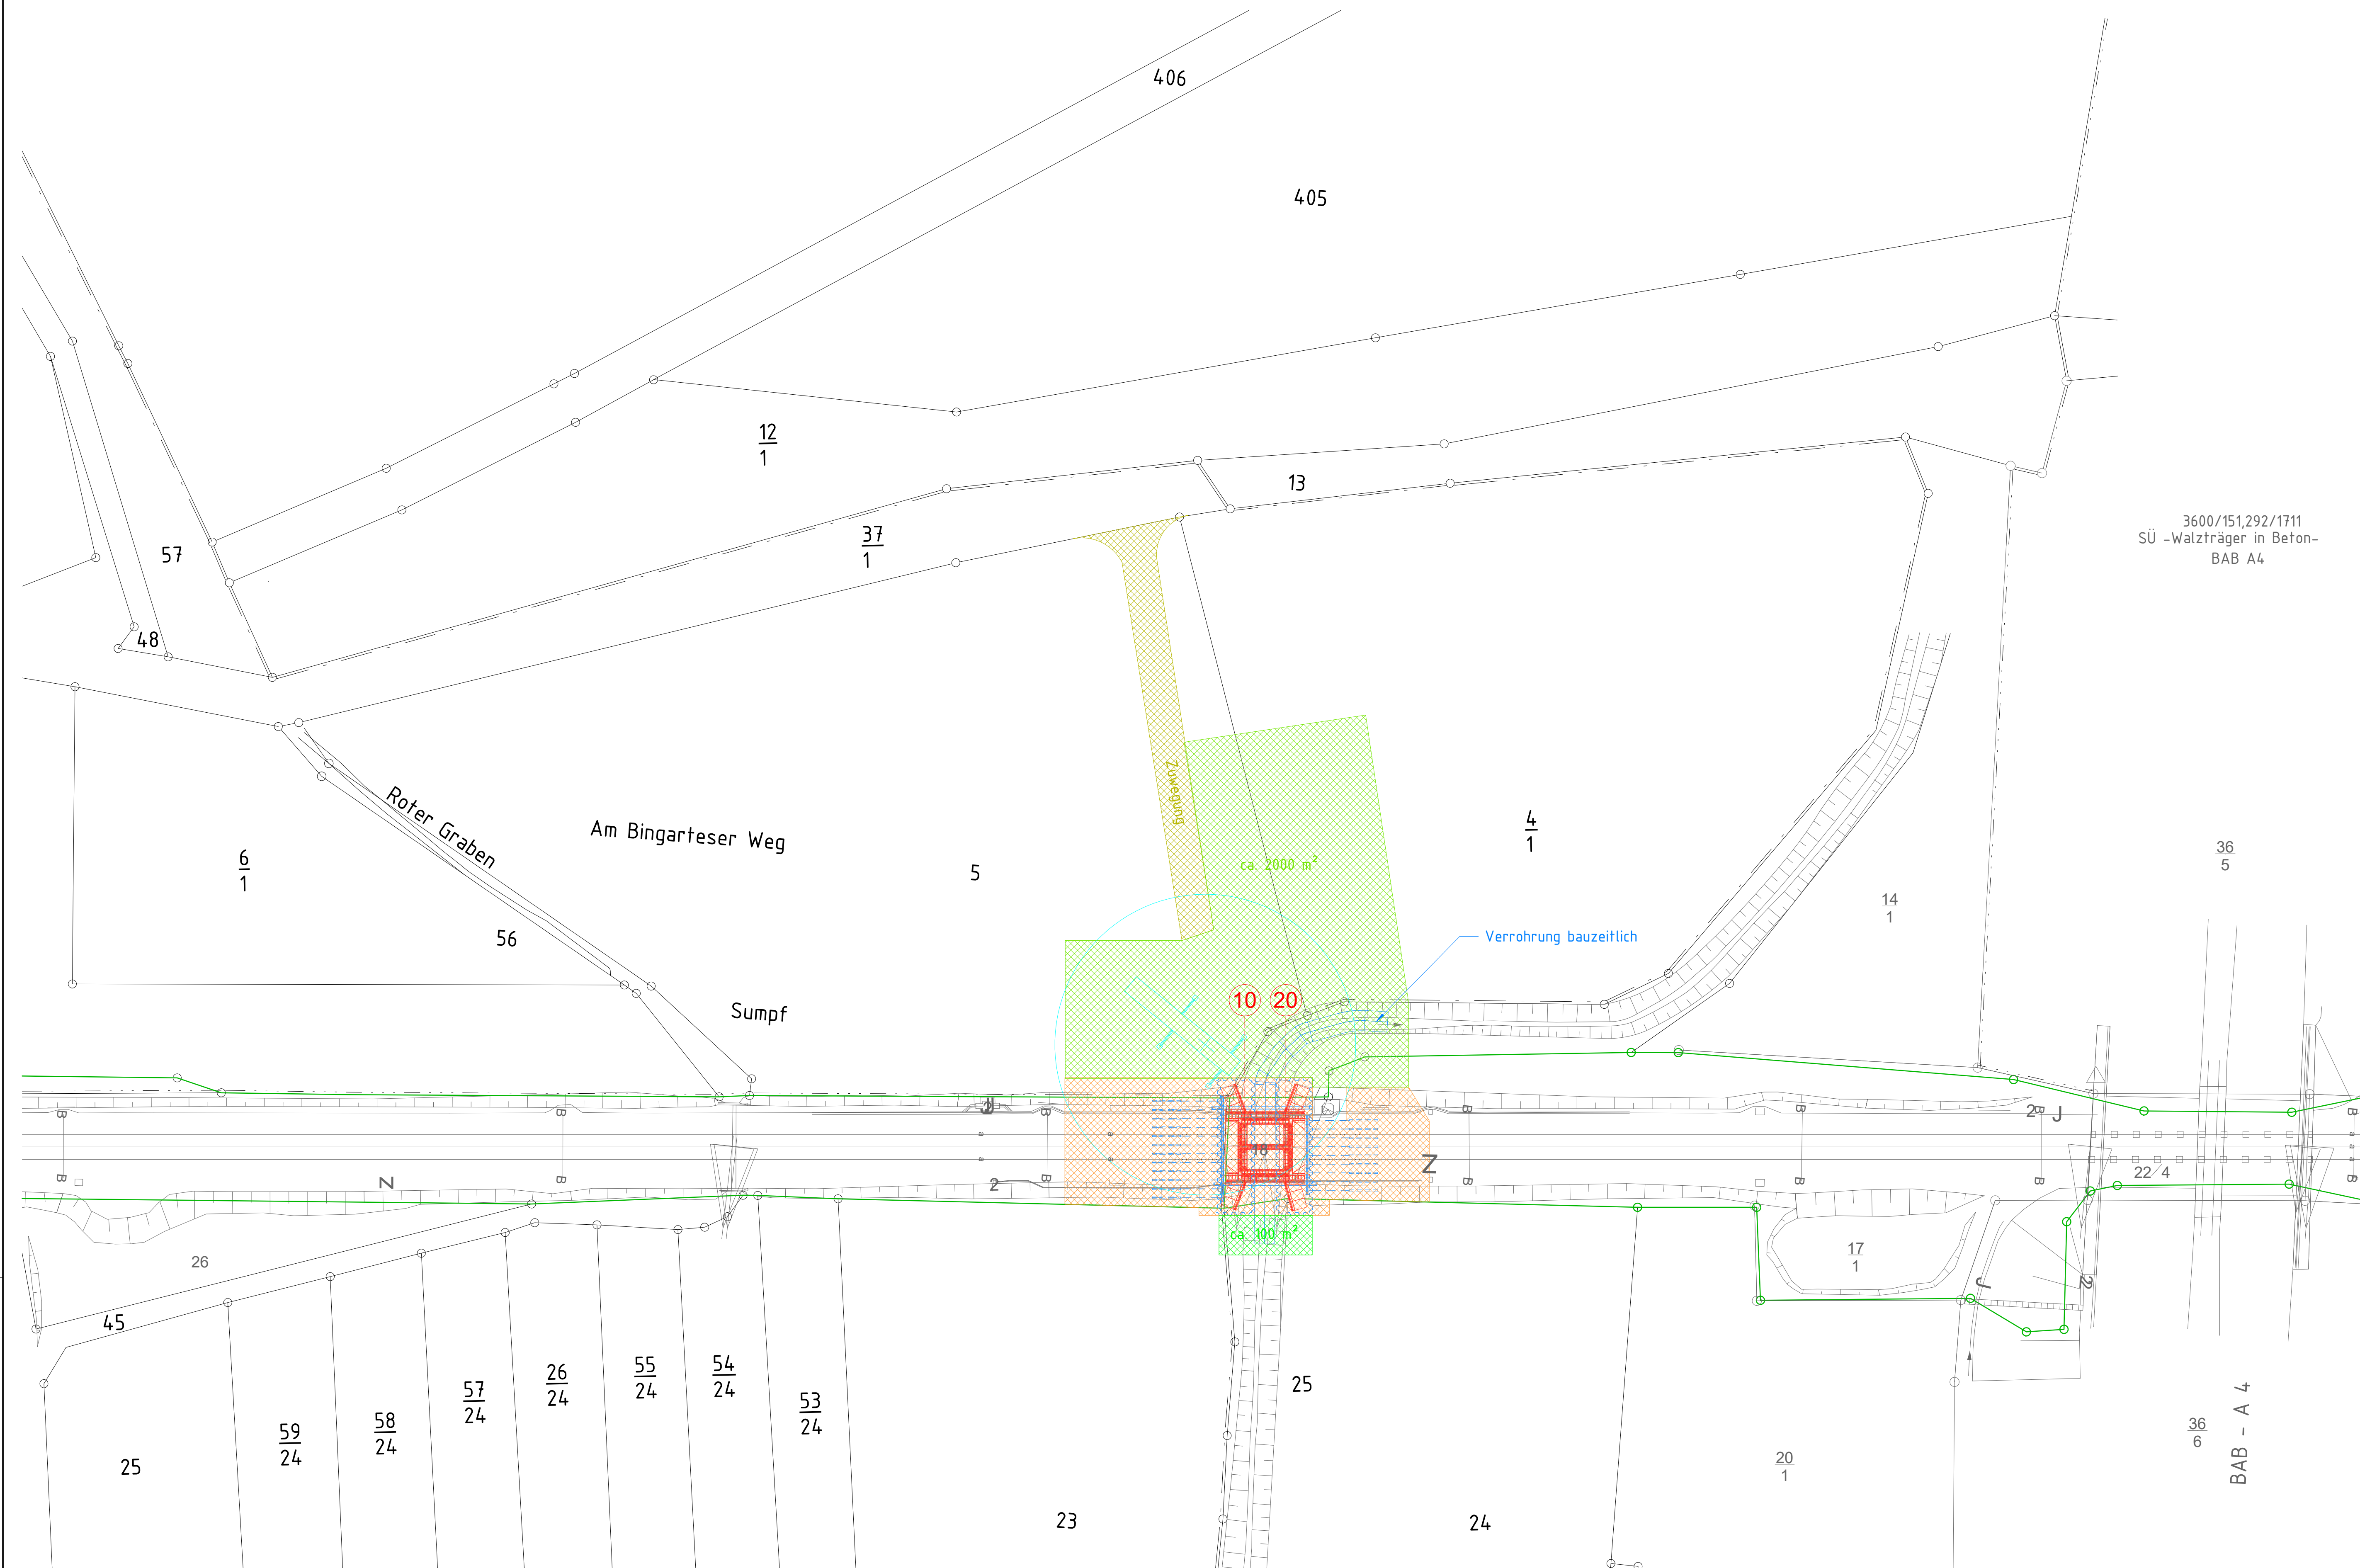 406
405
12
1
13
37
1
57
48
3600/151,292/1711
SÜ -Walzträger in Beton-
BAB A4
Roter Graben
Am Bingarteser Weg
Zuwegung
ca. 2000 m²
4
1
5
6
1
36
5
14
1
56
Verrohrung bauzeitlich
10
20
Sumpf
B
B
B
B
B
B
B
2
J
a
a
a
a
18
Z
Z
2
22/4
B
B
B
B
B
B
B
a
a
ca. 100 m²
26
45
17
1
J
25
59
24
58
24
57
24
26
24
55
24
54
24
53
24
25
23
24
20
1
36
6
BAB - A 4